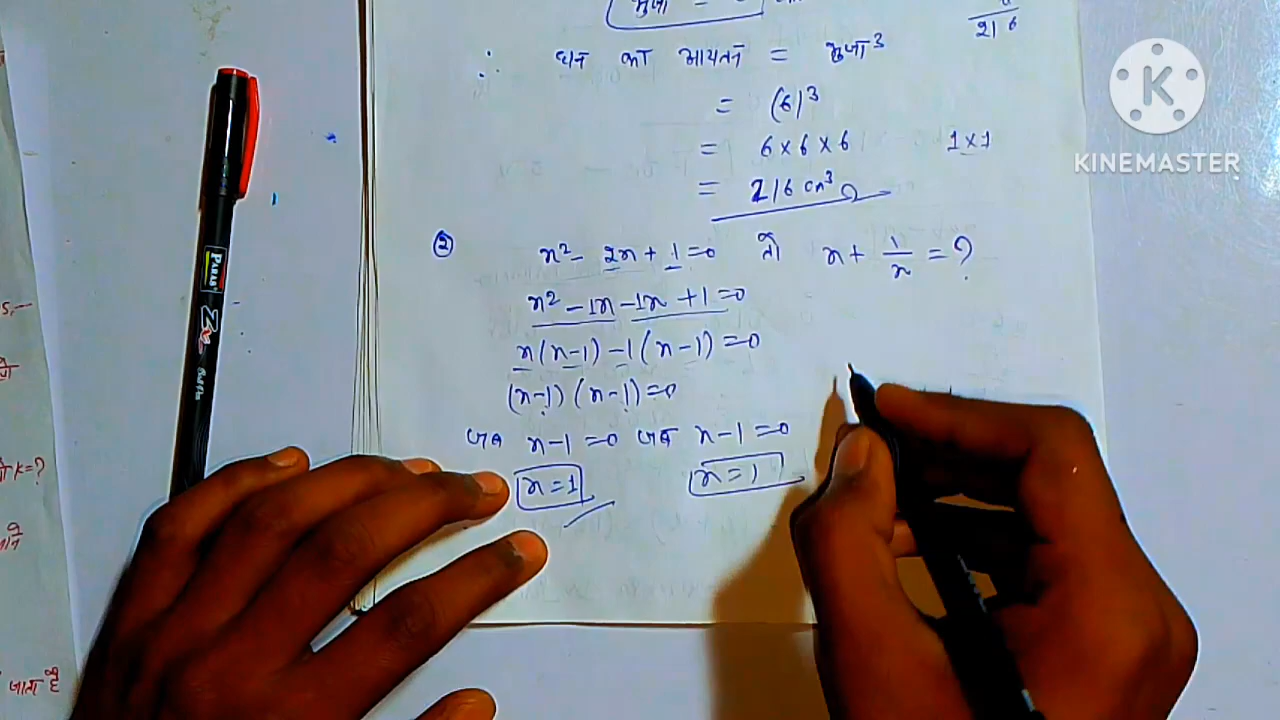 216
∴ घन का आयतन = भुजा³
= (6)³
= 6 × 6 × 6 1 × 1
= 216 cm³
KINEMASTER
② x² - 2x + 1 = 0 तो x + 1/x = ?
x² - 1x - 1x + 1 = 0
x(x-1) - 1(x-1) = 0
(x-1) (x-1) = 0
जब x - 1 = 0 जब x - 1 = 0
x = 1 x = 1
K=?
जाता है
PARAS